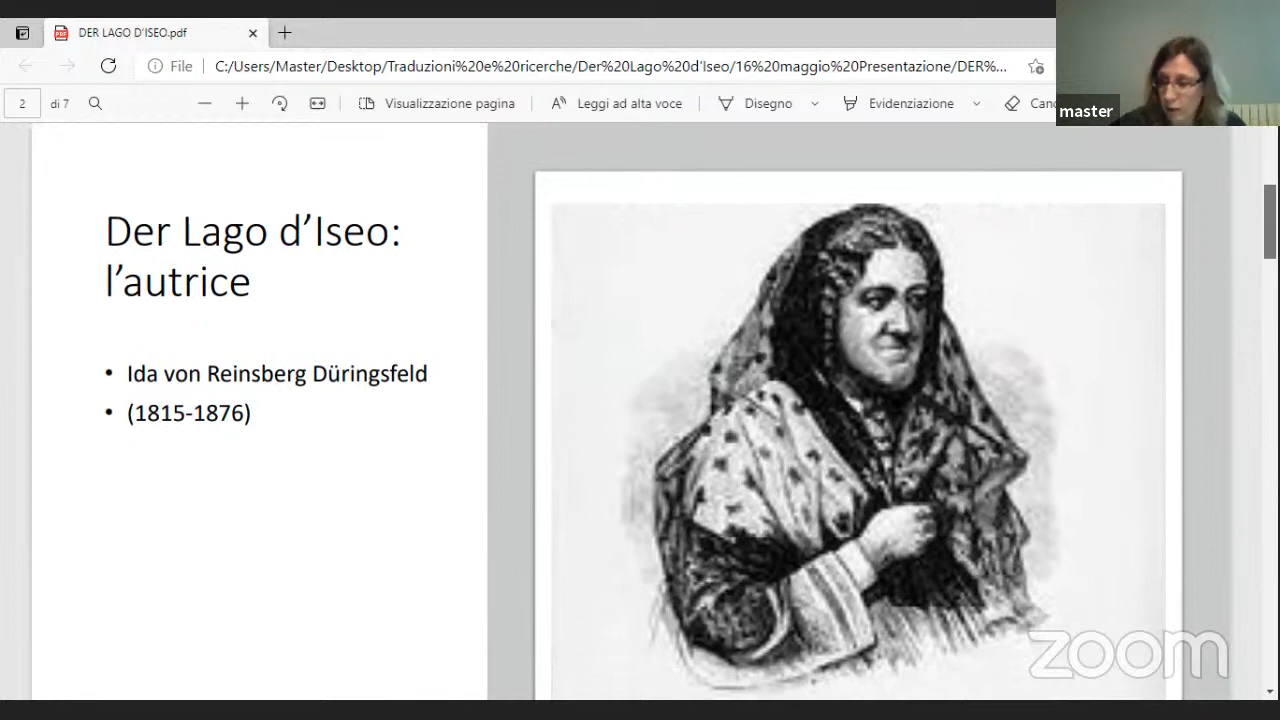 DER LAGO D'ISEO.pdf
File
C:/Users/Master/Desktop/Traduzioni%20e%20ricerche/Der%20Lago%20d'Iseo/16%20maggio%20Presentazione/DER%...
2
di 7
Visualizzazione pagina
Leggi ad alta voce
Disegno
Evidenziazione
Canc
master
Der Lago d’Iseo:
l’autrice
• Ida von Reinsberg Düringsfeld
• (1815-1876)
zoom